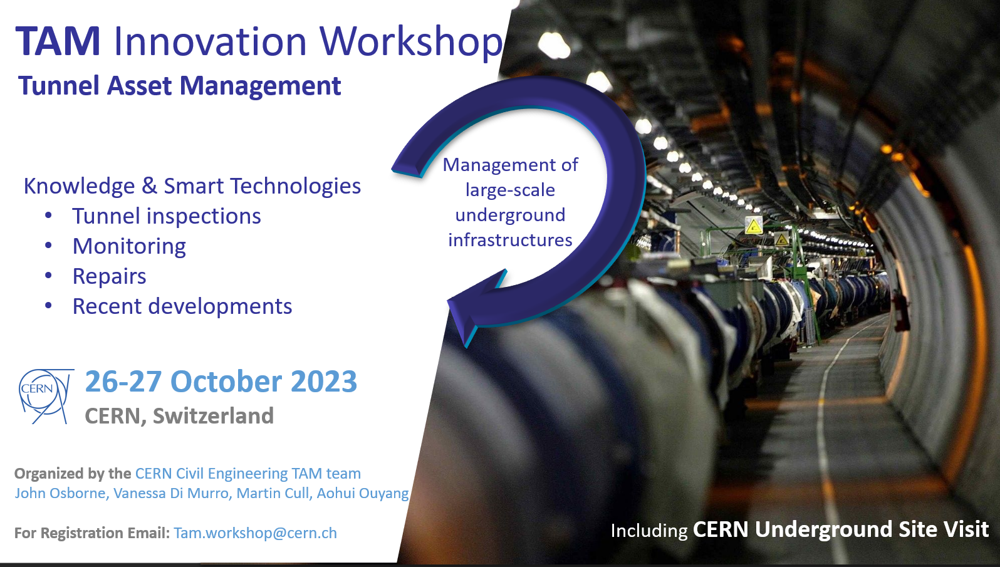 TAM Innovation Workshop
Tunnel Asset Management
Knowledge & Smart Technologies
• Tunnel inspections
• Monitoring
• Repairs
• Recent developments
Management of
large-scale
underground
infrastructures
CERN
26-27 October 2023
CERN, Switzerland
Organized by the CERN Civil Engineering TAM team
John Osborne, Vanessa Di Murro, Martin Cull, Aohui Ouyang
For Registration Email: Tam.workshop@cern.ch
Including CERN Underground Site Visit